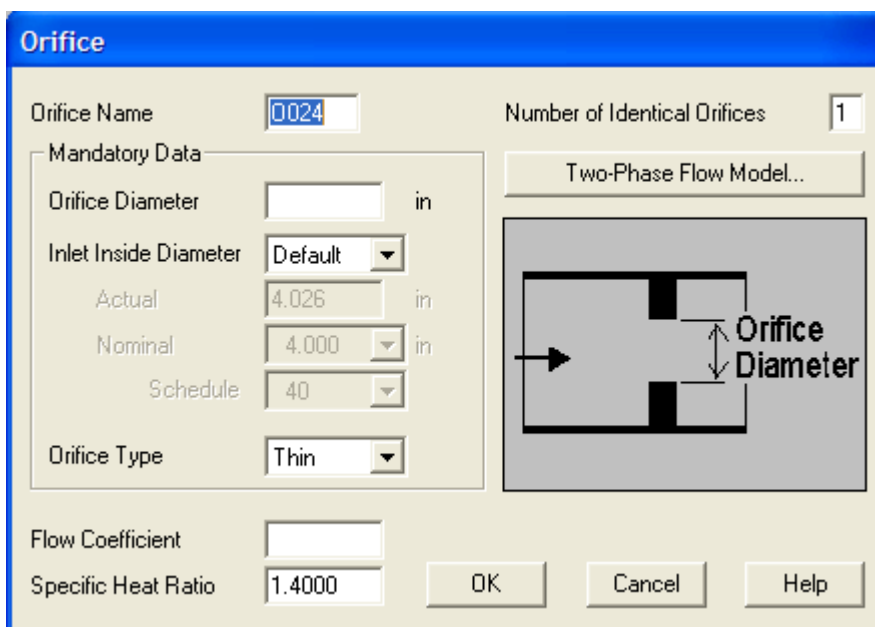 Orifice
Orifice Name O024 Number of Identical Orifices 1
Mandatory Data
Two-Phase Flow Model...
Orifice Diameter in
Inlet Inside Diameter Default
Actual 4.026 in
Nominal 4.000 in
Schedule 40
Orifice Type Thin
Orifice
Diameter
Flow Coefficient
Specific Heat Ratio 1.4000 OK Cancel Help